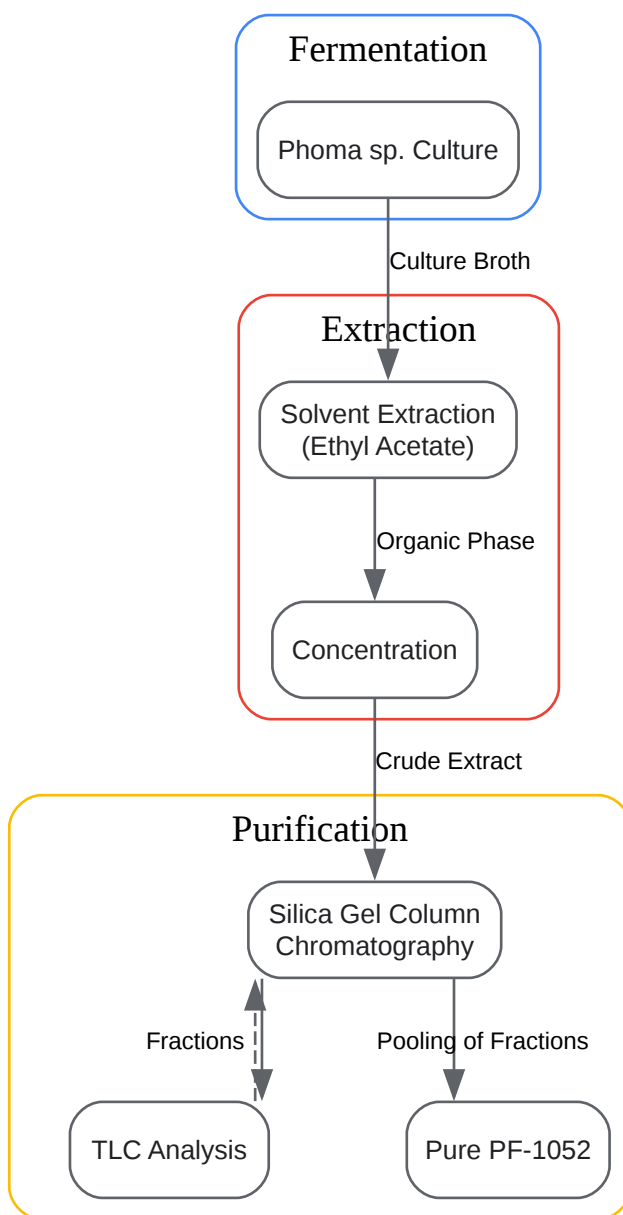 Fermentation
Phoma sp. Culture
Culture Broth
Extraction
Solvent Extraction
(Ethyl Acetate)
Organic Phase
Concentration
Crude Extract
Purification
Silica Gel Column
Chromatography
Fractions
Pooling of Fractions
TLC Analysis
Pure PF-1052